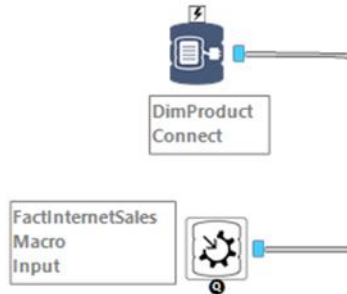 DimProduct
Connect
FactInternetSales
Macro
Input
Q